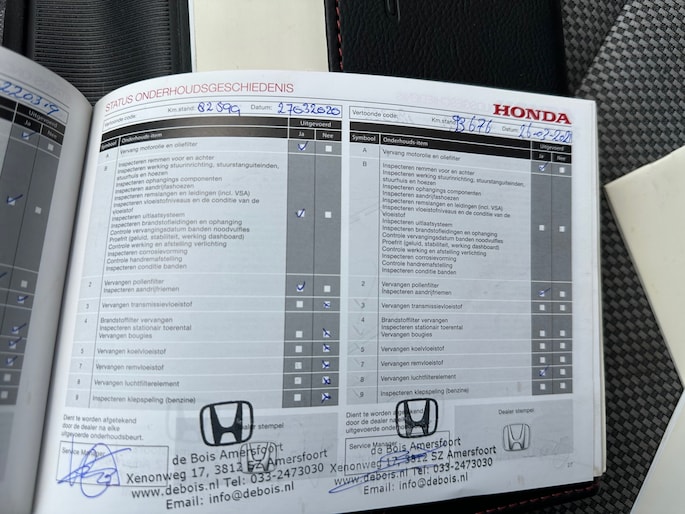 2203.9
Uitgevoerd
Ja
Nee
STATUS ONDERHOUDSGESCHIEDENIS
Vertoonde code:
Km.stand:
Datum: 27032020
Uitgevoerd
Symbool Onderhouds-item Ja Nee
A Vervang motorolie en oliefilter
B Inspecteren remmen voor en achter
Inspecteren werking stuurinrichting, stuurstanguiteinden,
stuurhuis en hoezen
Inspecteren ophangings componenten
Inspecteren aandrijfashoezen
Inspecteren remslangen en leidingen (incl. VSA)
Inspecteren vloeistofniveaus en de conditie van de
vloeistof
Inspecteren uitlaatsysteem
Inspecteren brandstofleidingen en ophanging
Controle vervangingsdatum banden noodvulfles
Proefrit (geluid, stabiliteit, werking dashboard)
Controle werking en afstelling verlichting
Inspecteren corrosievorming
Controle handremafstelling
Inspecteren conditie banden
2 Vervangen pollenfilter
Inspecteren aandrijfriemen
3 Vervangen transmissievloeistof
4 Brandstoffilter vervangen
Inspecteren stationair toerental
Vervangen bougies
5 Vervangen koelvloeistof
7 Vervangen remvloeistof
8 Vervangen luchtfilterelement
9 Inspecteren klepspeling (benzine)
Dient te worden afgetekend
door de dealer na elke
uitgevoerde onderhoudsbeurt.
Dealer stempel
Service Manager
de Bois Amersfoort
Xenonweg 17, 3812 SZ Amersfoort
www.debois.nl Tel: 033-2473030
Email: info@debois.nl
HONDA
Vertoonde code:
Km.stand: 93676
Datum:
Uitgevoerd
Symbool Onderhouds-item Ja Nee
A Vervang motorolie en oliefilter
B Inspecteren remmen voor en achter
Inspecteren werking stuurinrichting, stuurstanguiteinden,
stuurhuis en hoezen
Inspecteren ophangings componenten
Inspecteren aandrijfashoezen
Inspecteren remslangen en leidingen (incl. VSA)
Inspecteren vloeistofniveaus en de conditie van de
vloeistof
Inspecteren uitlaatsysteem
Inspecteren brandstofleidingen en ophanging
Controle vervangingsdatum banden noodvulfles
Proefrit (geluid, stabiliteit, werking dashboard)
Controle werking en afstelling verlichting
Inspecteren corrosievorming
Controle handremafstelling
Inspecteren conditie banden
2 Vervangen pollenfilter
Inspecteren aandrijfriemen
3 Vervangen transmissievloeistof
4 Brandstoffilter vervangen
Inspecteren stationair toerental
Vervangen bougies
5 Vervangen koelvloeistof
7 Vervangen remvloeistof
8 Vervangen luchtfilterelement
9 Inspecteren klepspeling (benzine)
Dient te worden afgetekend
door de dealer na elke
uitgevoerde onderhoudsbeurt.
Dealer stempel
Service Manager
de Bois Amersfoort
Xenonweg 17, 3812 SZ Amersfoort
www.debois.nl Tel: 033-2473030
Email: info@debois.nl
27